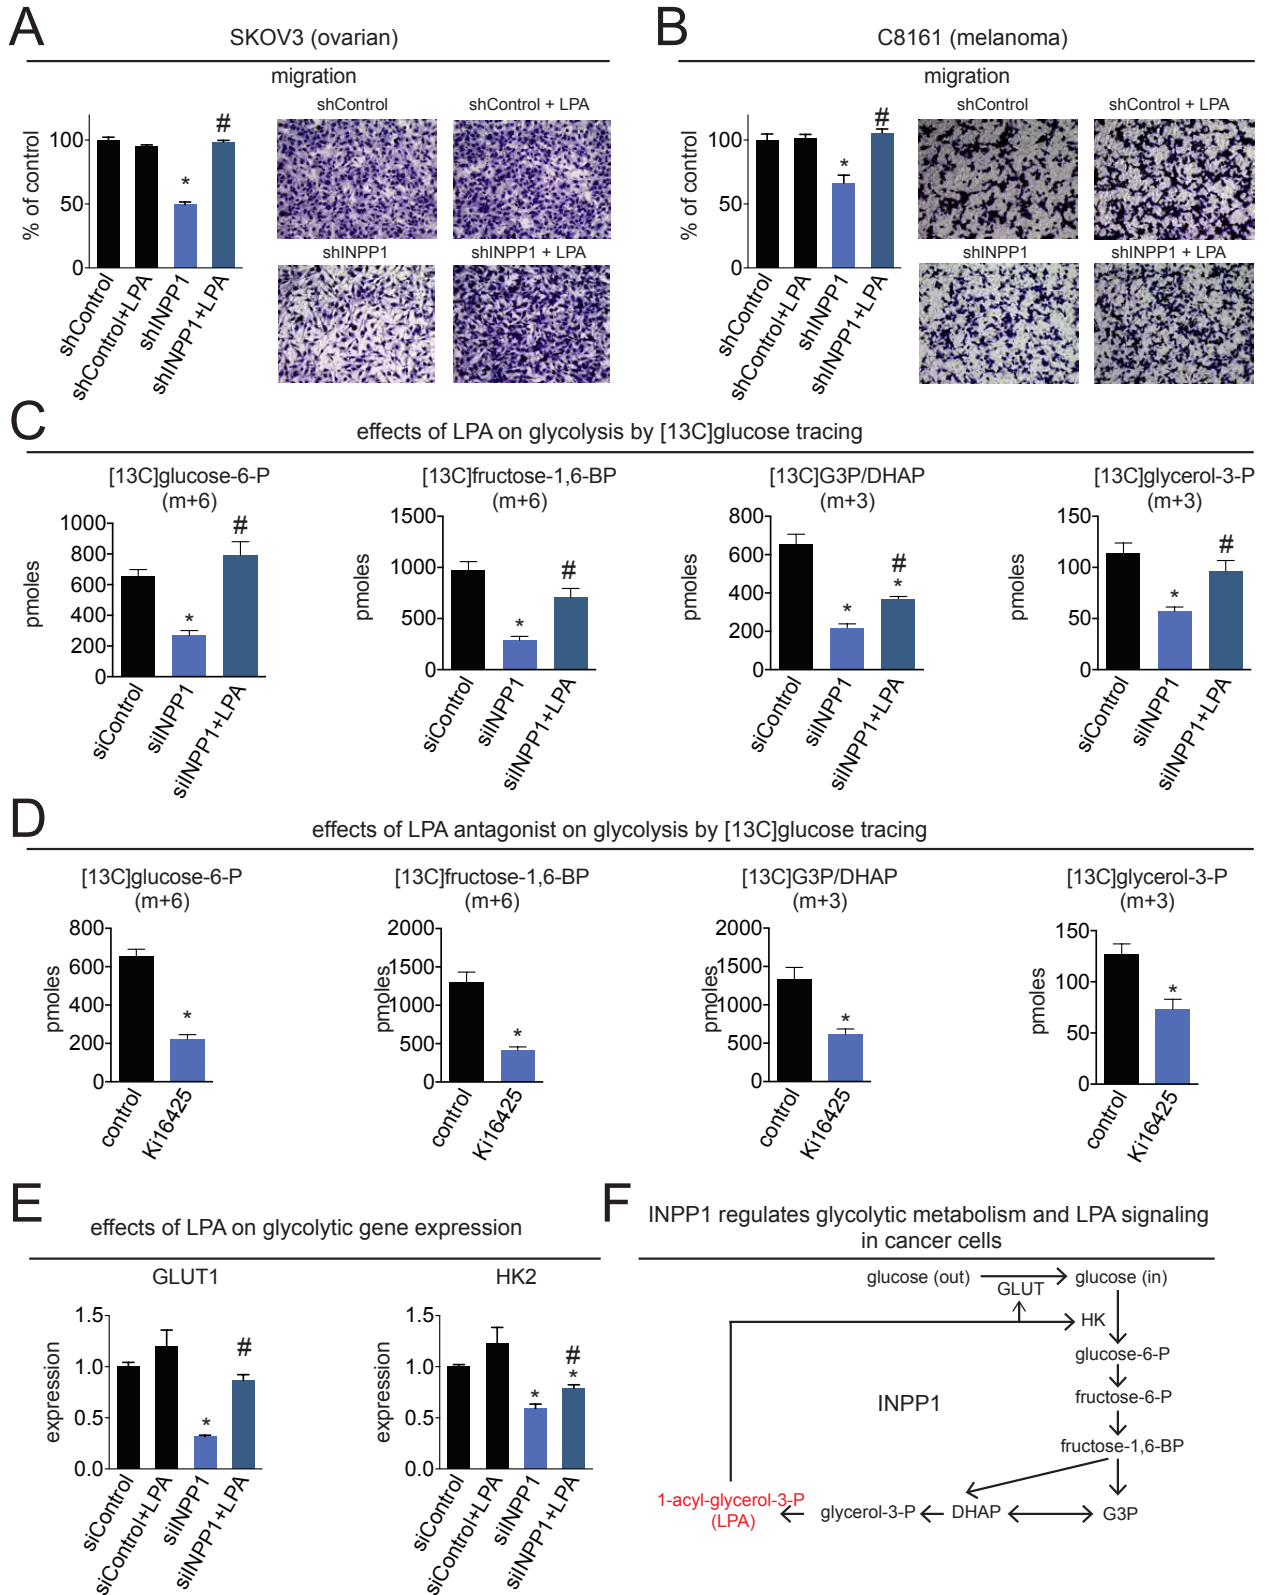 A
SKOV3 (ovarian)
migration
% of control
100
50
0
*
#
shControl
shControl+LPA
shINPP1
shINPP1+LPA
shControl
shControl + LPA
shINPP1
shINPP1 + LPA
B
C8161 (melanoma)
migration
% of control
100
50
0
*
#
shControl
shControl+LPA
shINPP1
shINPP1+LPA
shControl
shControl + LPA
shINPP1
shINPP1 + LPA
C
effects of LPA on glycolysis by [13C]glucose tracing
[13C]glucose-6-P
(m+6)
pmoles
1000
800
600
400
200
0
*
#
siControl
siINPP1
siINPP1+LPA
[13C]fructose-1,6-BP
(m+6)
pmoles
1500
1000
500
0
*
#
siControl
siINPP1
siINPP1+LPA
[13C]G3P/DHAP
(m+3)
pmoles
800
600
400
200
0
*
#
*
siControl
siINPP1
siINPP1+LPA
[13C]glycerol-3-P
(m+3)
pmoles
150
100
50
0
*
#
siControl
siINPP1
siINPP1+LPA
D
effects of LPA antagonist on glycolysis by [13C]glucose tracing
[13C]glucose-6-P
(m+6)
pmoles
800
600
400
200
0
*
control
Ki16425
[13C]fructose-1,6-BP
(m+6)
pmoles
2000
1500
1000
500
0
*
control
Ki16425
[13C]G3P/DHAP
(m+3)
pmoles
2000
1500
1000
500
0
*
control
Ki16425
[13C]glycerol-3-P
(m+3)
pmoles
150
100
50
0
*
control
Ki16425
E
effects of LPA on glycolytic gene expression
GLUT1
expression
1.5
1.0
0.5
0.0
*
#
siControl
siControl+LPA
siINPP1
siINPP1+LPA
HK2
expression
1.5
1.0
0.5
0.0
*
#
*
siControl
siControl+LPA
siINPP1
siINPP1+LPA
F
INPP1 regulates glycolytic metabolism and LPA signaling
in cancer cells
glucose (out)
glucose (in)
GLUT
HK
glucose-6-P
fructose-6-P
INPP1
fructose-1,6-BP
1-acyl-glycerol-3-P
(LPA)
glycerol-3-P
DHAP
G3P